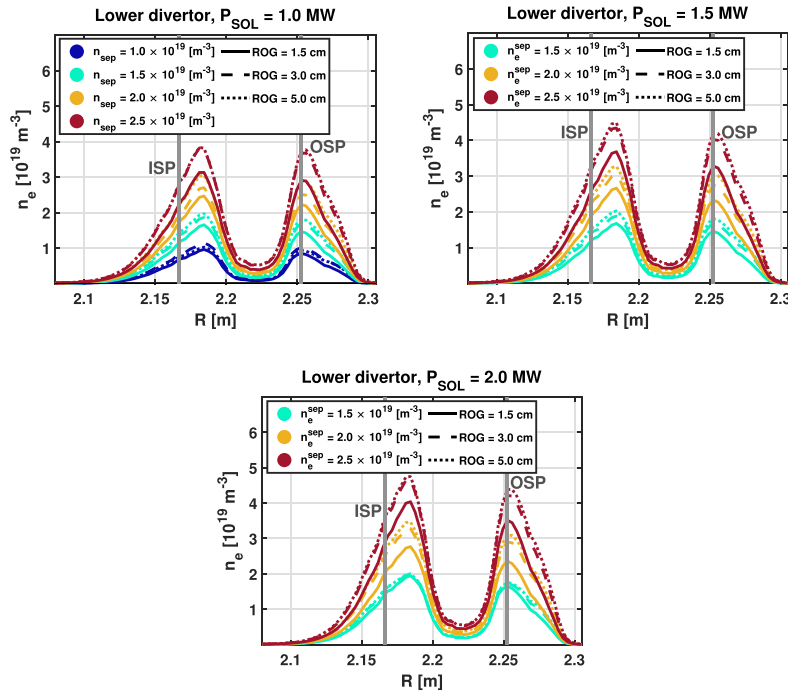 Lower divertor, P_SOL = 1.0 MW
n_e [10^19 m^-3]
6
5
4
3
2
1
n_sep = 1.0 × 10^19 [m^-3]
n_sep = 1.5 × 10^19 [m^-3]
n_sep = 2.0 × 10^19 [m^-3]
n_sep = 2.5 × 10^19 [m^-3]
ROG = 1.5 cm
ROG = 3.0 cm
ROG = 5.0 cm
ISP
OSP
2.1 2.15 2.2 2.25 2.3
R [m]
Lower divertor, P_SOL = 1.5 MW
n_e [10^19 m^-3]
6
5
4
3
2
1
n_e^sep = 1.5 × 10^19 [m^-3]
n_e^sep = 2.0 × 10^19 [m^-3]
n_e^sep = 2.5 × 10^19 [m^-3]
ROG = 1.5 cm
ROG = 3.0 cm
ROG = 5.0 cm
ISP
OSP
2.1 2.15 2.2 2.25 2.3
R [m]
Lower divertor, P_SOL = 2.0 MW
n_e [10^19 m^-3]
6
5
4
3
2
1
n_e^sep = 1.5 × 10^19 [m^-3]
n_e^sep = 2.0 × 10^19 [m^-3]
n_e^sep = 2.5 × 10^19 [m^-3]
ROG = 1.5 cm
ROG = 3.0 cm
ROG = 5.0 cm
ISP
OSP
2.1 2.15 2.2 2.25 2.3
R [m]